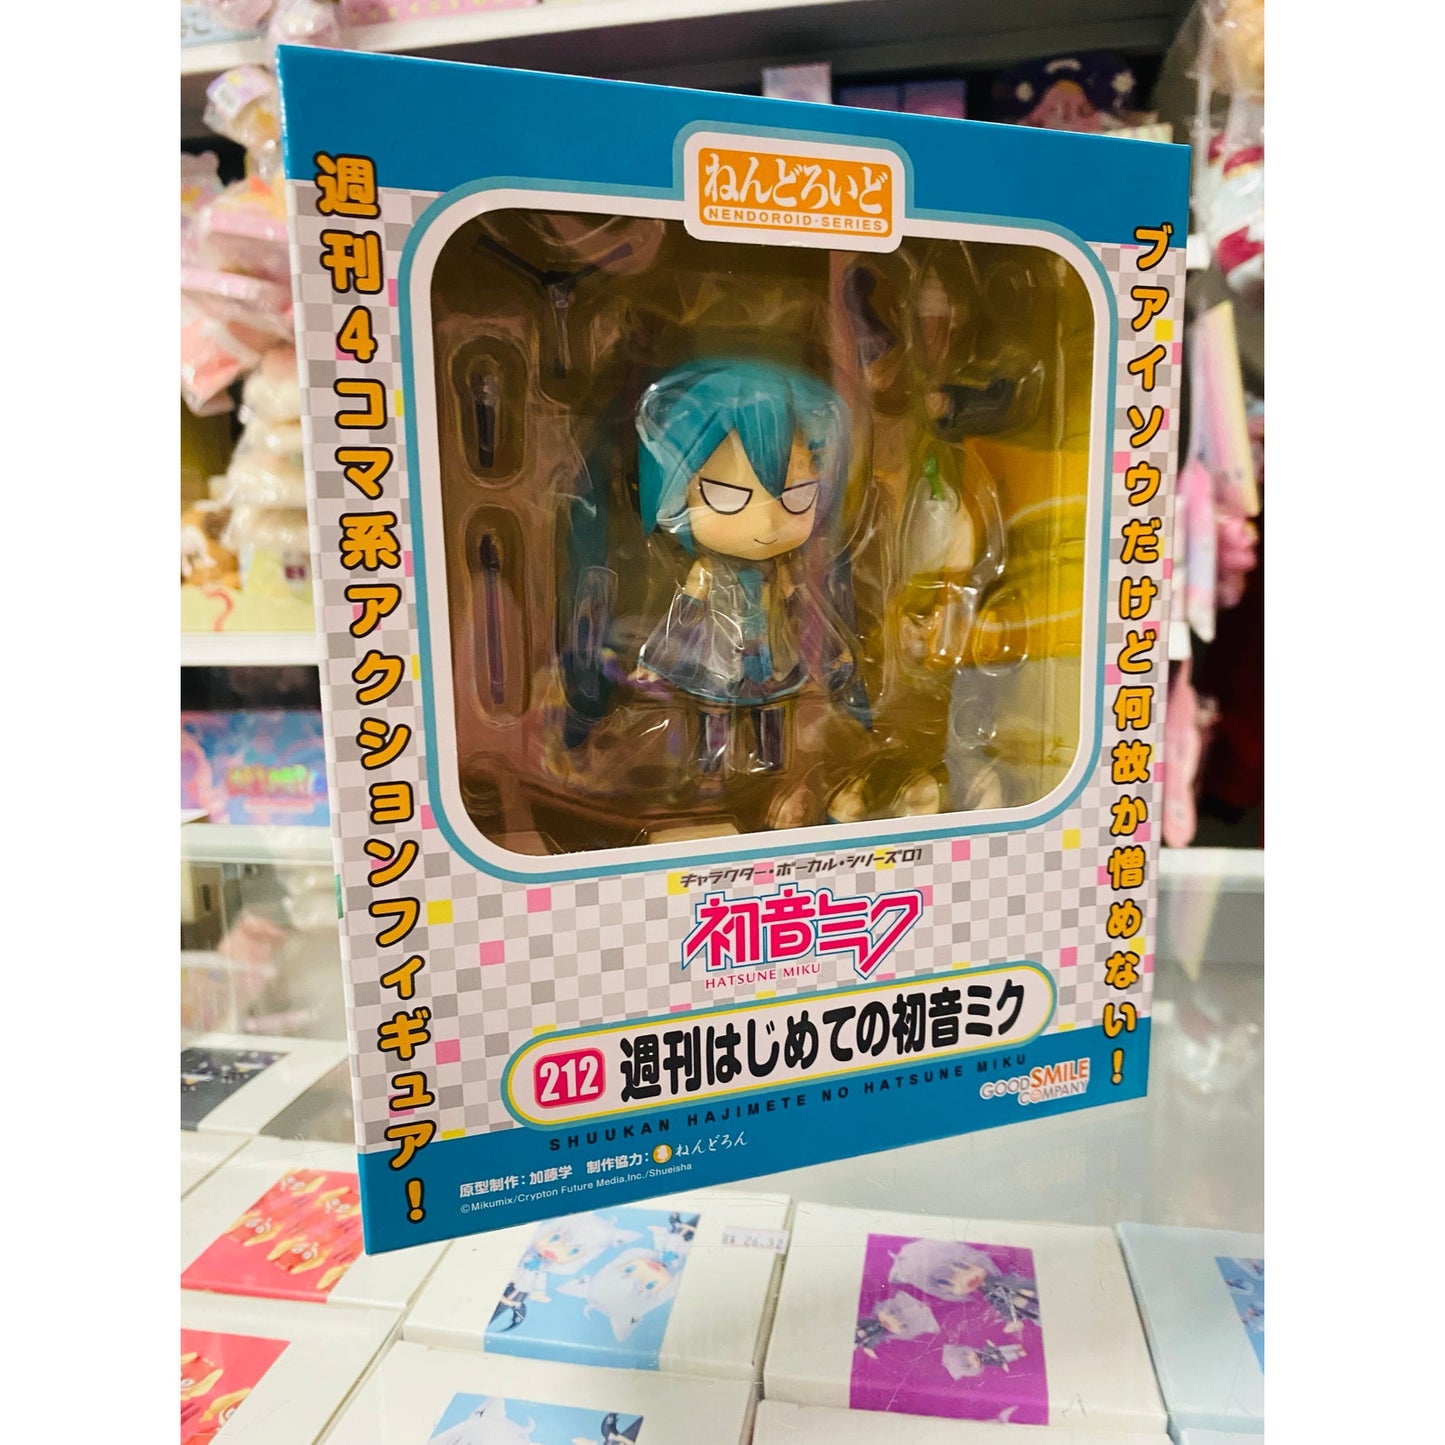 ねんどろいど
NENDOROID・SERIES
週刊4コマ系アクションフィギュア!
ブアイソウだけど何故か憎めない!
キャラクター・ボーカル・シリーズ01
初音ミク
HATSUNE MIKU
212 週刊はじめての初音ミク
SHUUKAN HAJIMETE NO HATSUNE MIKU
GOOD SMILE
COMPANY
原型制作:加藤学 制作協力:ねんどろん
©Mikumix/Crypton Future Media,Inc./Shueisha